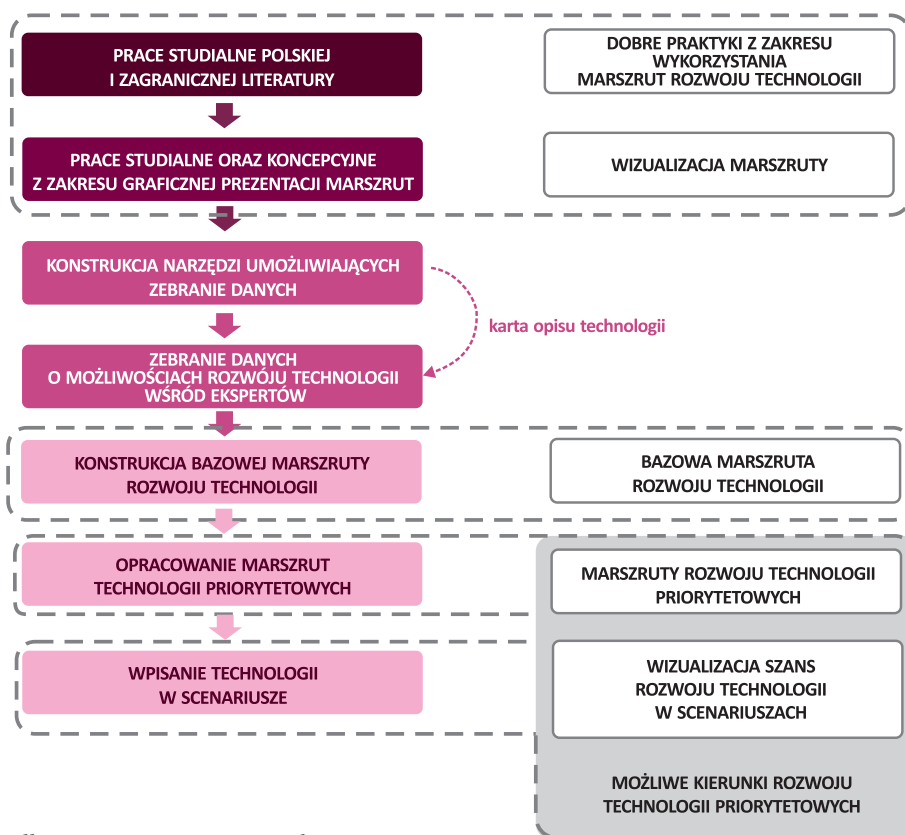 PRACE STUDIALNE POLSKIEJ
I ZAGRANICZNEJ LITERATURY
DOBRE PRAKTYKI Z ZAKRESU
WYKORZYSTANIA
MARSZRUT ROZWOJU TECHNOLOGII
PRACE STUDIALNE ORAZ KONCEPCYJNE
Z ZAKRESU GRAFICZNEJ PREZENTACJI MARSZRUT
WIZUALIZACJA MARSZRUTY
KONSTRUKCJA NARZĘDZI UMOŻLIWIAJĄCYCH
ZEBRANIE DANYCH
karta opisu technologii
ZEBRANIE DANYCH
O MOŻLIWOŚCIACH ROZWÓJU TECHNOLOGII
WŚRÓD EKSPERTÓW
KONSTRUKCJA BAZOWEJ MARSZRUTY
ROZWOJU TECHNOLOGII
BAZOWA MARSZRUTA
ROZWOJU TECHNOLOGII
OPRACOWANIE MARSZRUT
TECHNOLOGII PRIORYTETOWYCH
MARSZRUTY ROZWOJU TECHNOLOGII
PRIORYTETOWYCH
WPISANIE TECHNOLOGII
W SCENARIUSZE
WIZUALIZACJA SZANS
ROZWOJU TECHNOLOGII
W SCENARIUSZACH
MOŻLIWE KIERUNKI ROZWOJU
TECHNOLOGII PRIORYTETOWYCH